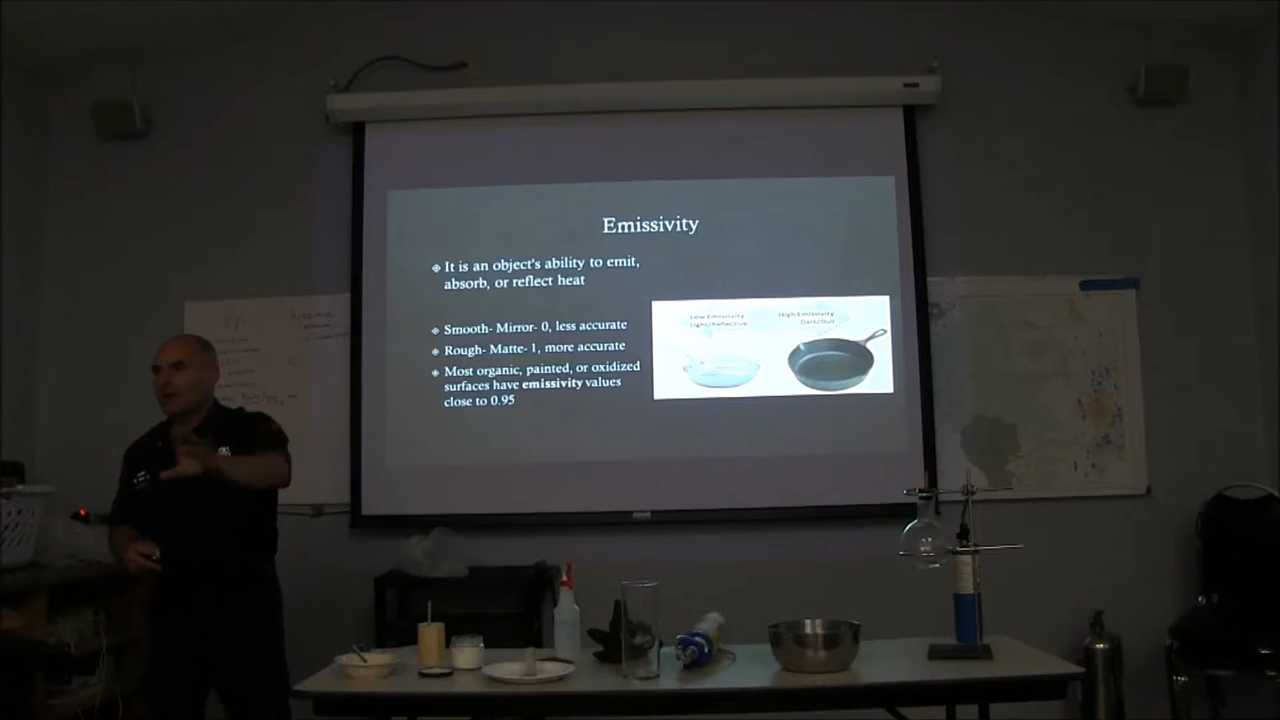 Emissivity
It is an object's ability to emit,
absorb, or reflect heat
Smooth- Mirror- 0, less accurate
Rough- Matte- 1, more accurate
Most organic, painted, or oxidized
surfaces have emissivity values
close to 0.95
Low Emissivity
Light/Reflective
High Emissivity
Dark/Dull